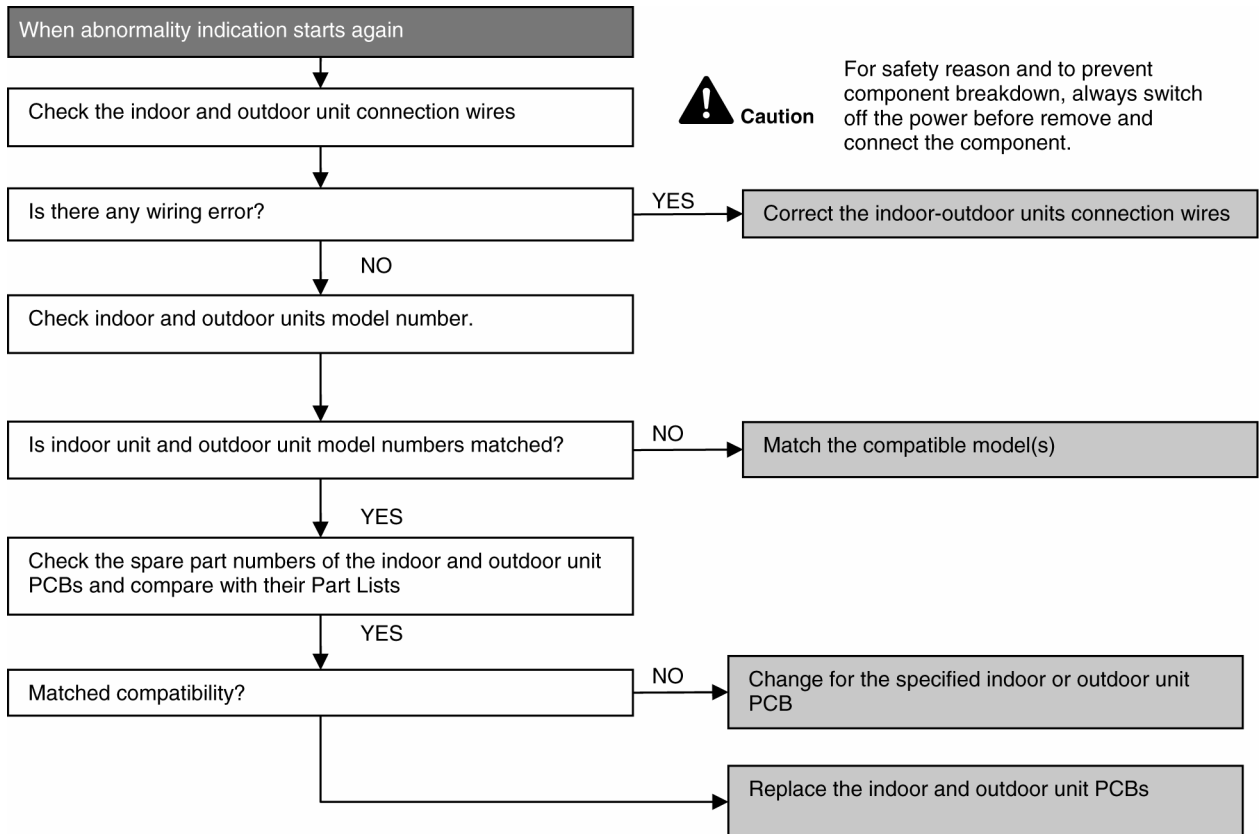 When abnormality indication starts again
Check the indoor and outdoor unit connection wires
Caution
For safety reason and to prevent
component breakdown, always switch
off the power before remove and
connect the component.
Is there any wiring error?
YES
Correct the indoor-outdoor units connection wires
NO
Check indoor and outdoor units model number.
Is indoor unit and outdoor unit model numbers matched?
NO
Match the compatible model(s)
YES
Check the spare part numbers of the indoor and outdoor unit
PCBs and compare with their Part Lists
YES
Matched compatibility?
NO
Change for the specified indoor or outdoor unit
PCB
Replace the indoor and outdoor unit PCBs